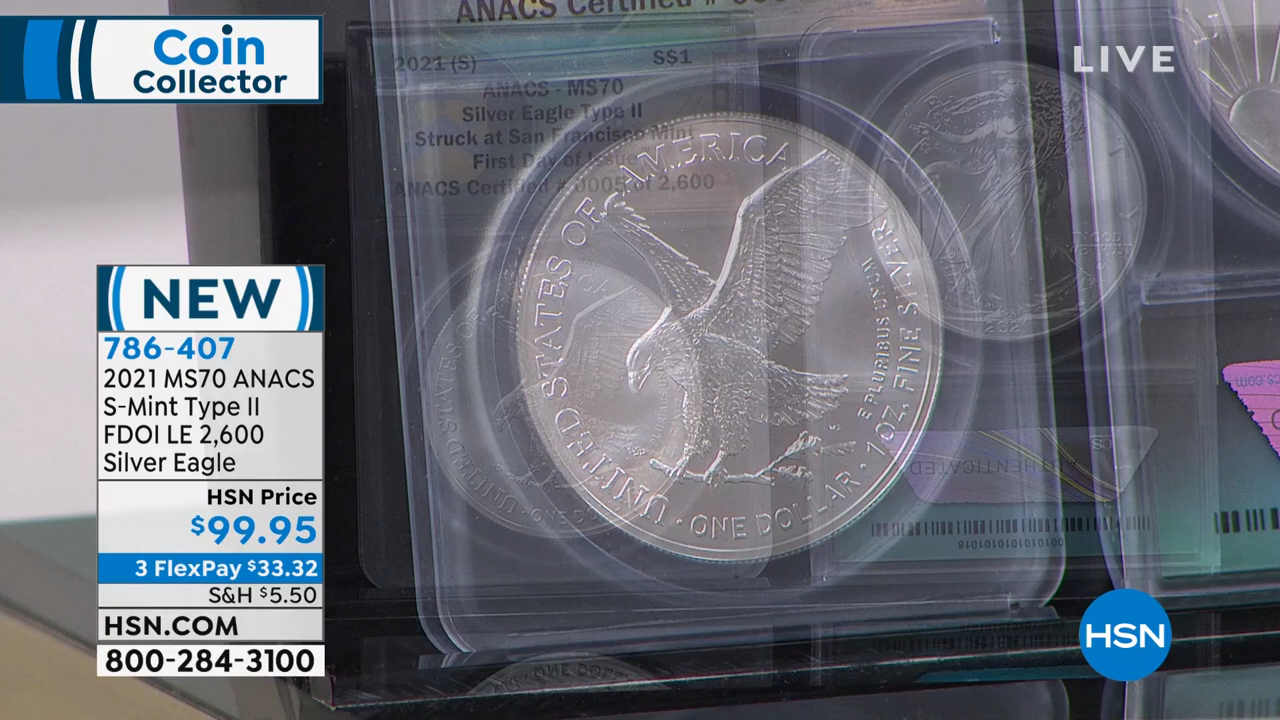 Coin
Collector
LIVE
ANACS Certified #
2021 (S) S$1
ANACS - MS70
Silver Eagle Type II
Struck at San Francisco Mint
First Day of Issue
ANACS Certified # 0005 of 2,600
UNITED STATES OF AMERICA
E PLURIBUS UNUM
1 OZ. FINE SILVER • ONE DOLLAR
NEW
786-407
2021 MS70 ANACS
S-Mint Type II
FDOI LE 2,600
Silver Eagle
HSN Price
$99.95
3 FlexPay $33.32
S&H $5.50
HSN.COM
800-284-3100
AUTHENTICATED
HSN